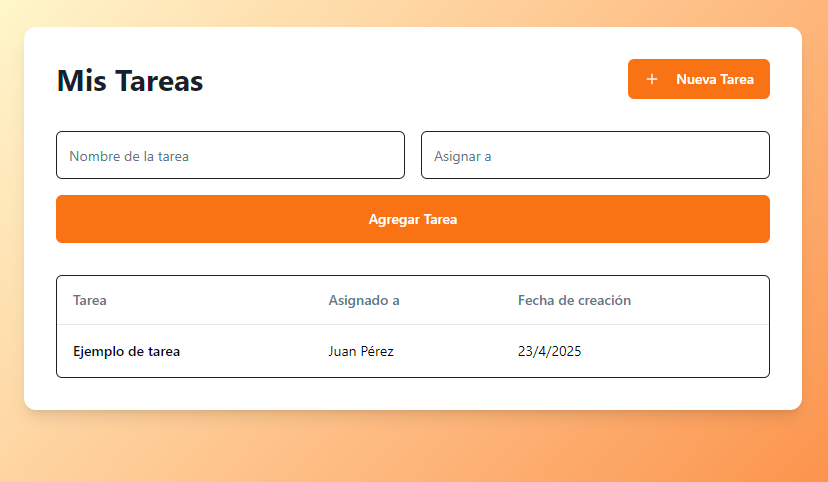 Mis Tareas
+ Nueva Tarea
Nombre de la tarea
Asignar a
Agregar Tarea
Tarea Asignado a Fecha de creación
Ejemplo de tarea Juan Pérez 23/4/2025